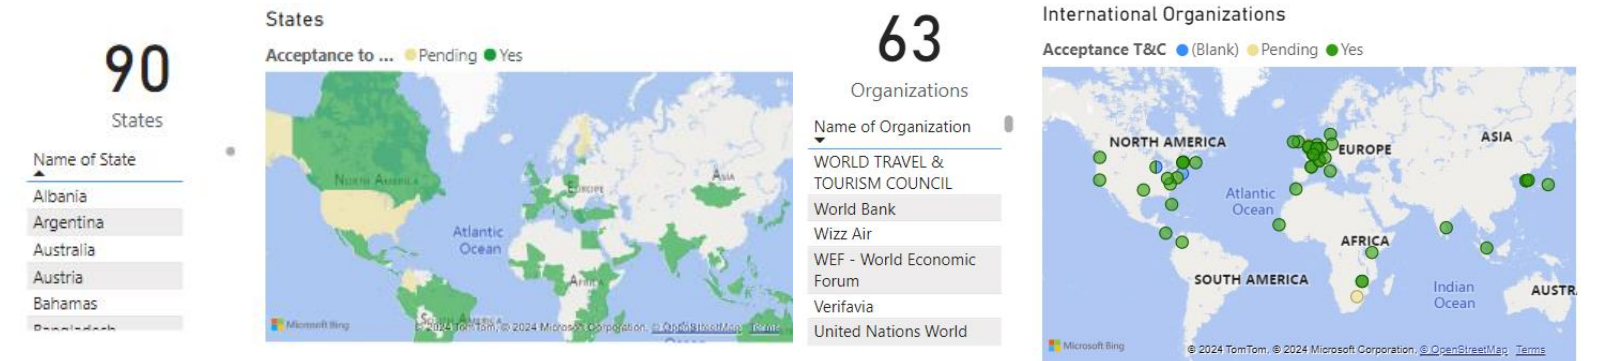 90
States
Name of State
Albania
Argentina
Australia
Austria
Bahamas
Bangladesh
States
Acceptance to ... Pending Yes
NORTH AMERICA
EUROPE
ASIA
Atlantic
Ocean
AFRICA
SOUTH AMERICA
Microsoft Bing
© 2024 TomTom, © 2024 Microsoft Corporation, © OpenStreetMap Terms
63
Organizations
Name of Organization
WORLD TRAVEL &
TOURISM COUNCIL
World Bank
Wizz Air
WEF - World Economic
Forum
Verifavia
United Nations World
International Organizations
Acceptance T&C (Blank) Pending Yes
NORTH AMERICA
ASIA
EUROPE
Atlantic
Ocean
AFRICA
SOUTH AMERICA
Indian
Ocean
AUSTR
Microsoft Bing
© 2024 TomTom, © 2024 Microsoft Corporation, © OpenStreetMap Terms